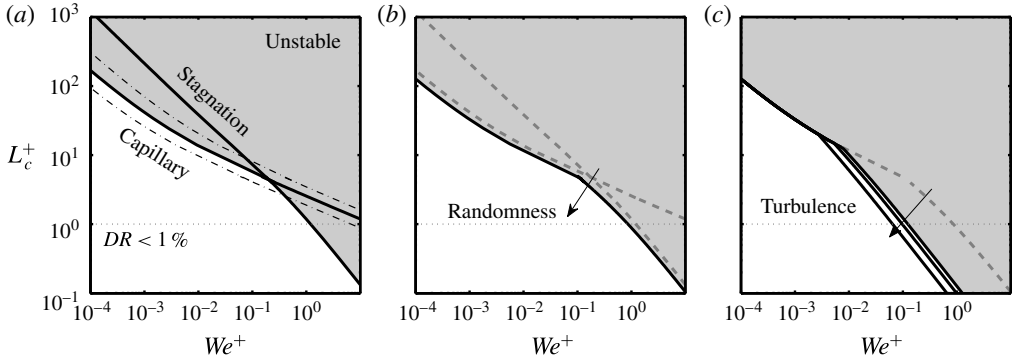 (a) (b) (c)
10^3
10^2
10^1
10^0
10^-1
L_c^+
Unstable
Stagnation
Capillary
DR < 1 %
Randomness
Turbulence
10^-4 10^-3 10^-2 10^-1 10^0
10^-4 10^-3 10^-2 10^-1 10^0
10^-4 10^-3 10^-2 10^-1 10^0
We^+ We^+ We^+